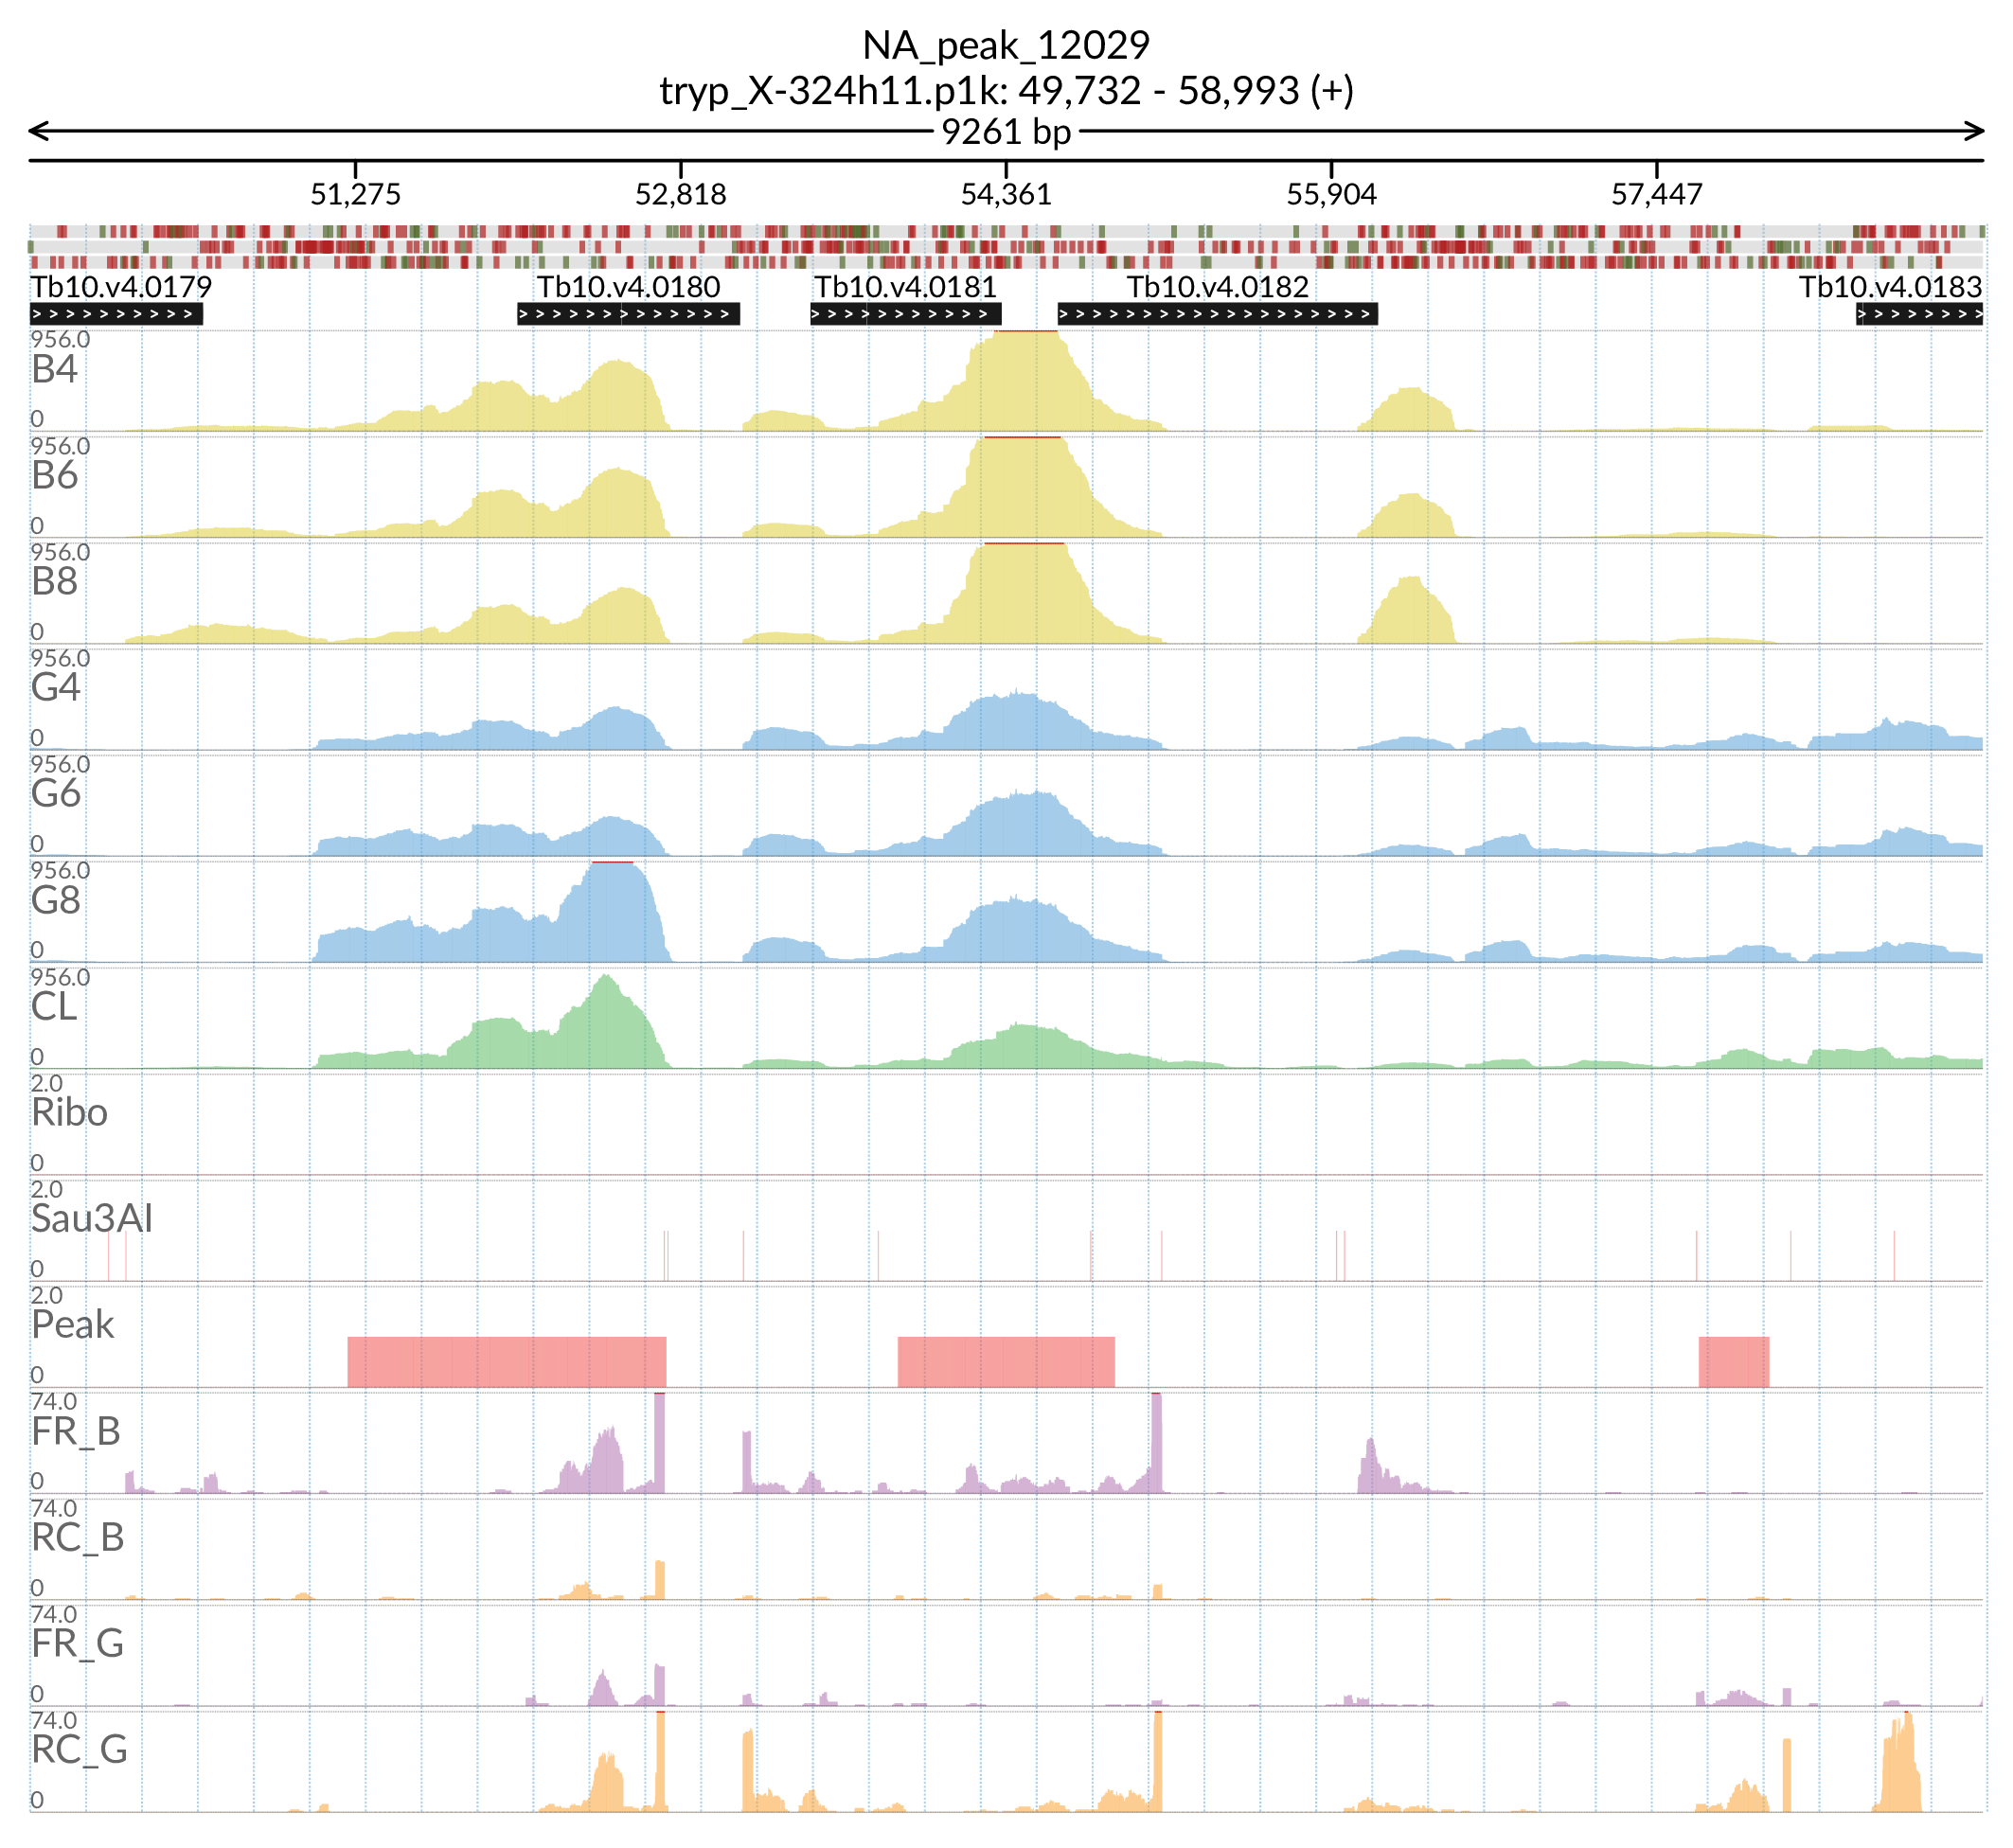 NA_peak_12029
tryp_X-324h11.p1k: 49,732 - 58,993 (+)
9261 bp
51,275 52,818 54,361 55,904 57,447
Tb10.v4.0179 Tb10.v4.0180 Tb10.v4.0181 Tb10.v4.0182 Tb10.v4.0183
956.0
B4
0
956.0
B6
0
956.0
B8
0
956.0
G4
0
956.0
G6
0
956.0
G8
0
956.0
CL
0
2.0
Ribo
0
2.0
Sau3AI
0
2.0
Peak
0
74.0
FR_B
0
74.0
RC_B
0
74.0
FR_G
0
74.0
RC_G
0